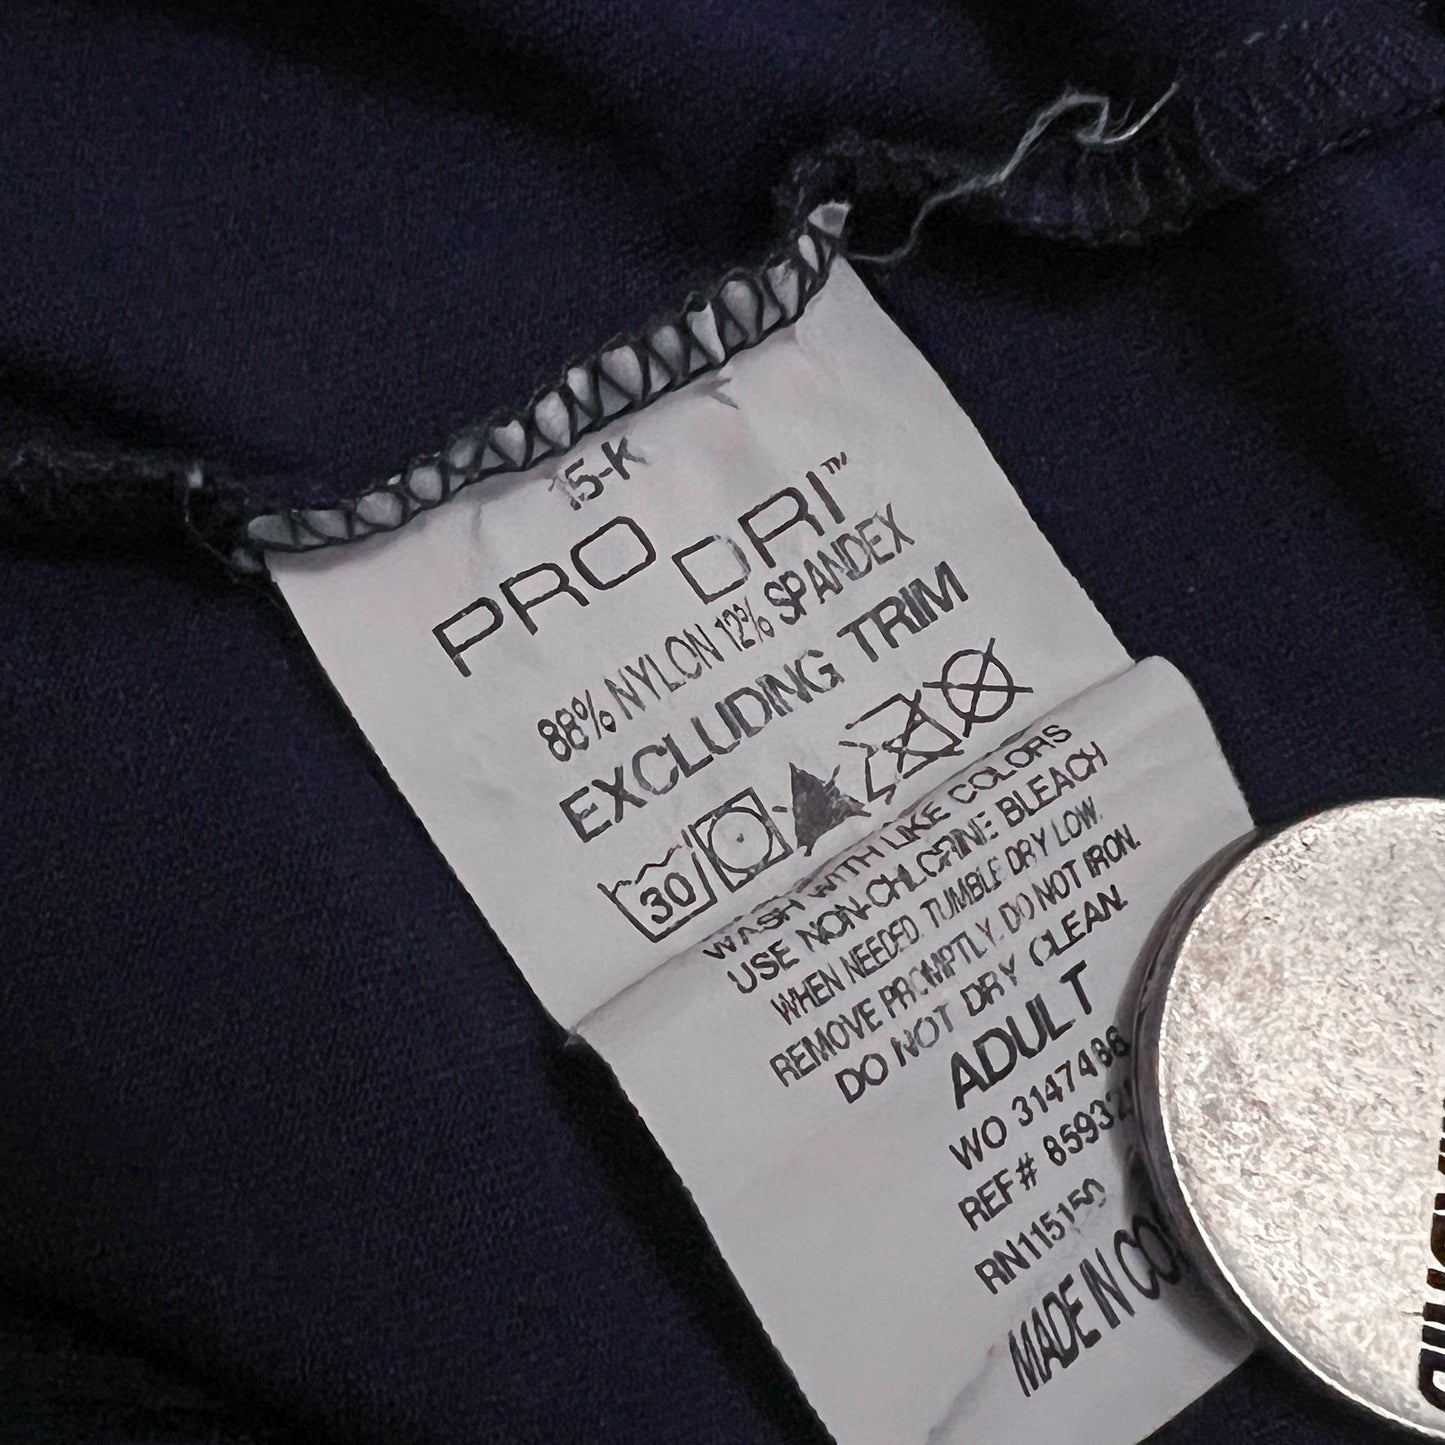 15-K
PRO DRI™
88% NYLON 12% SPANDEX
EXCLUDING TRIM
30
WASH WITH LIKE COLORS
USE NON-CHLORINE BLEACH
WHEN NEEDED. TUMBLE DRY LOW.
REMOVE PROMPTLY. DO NOT IRON.
DO NOT DRY CLEAN.
ADULT
WO
REF#
RN115150
MADE IN